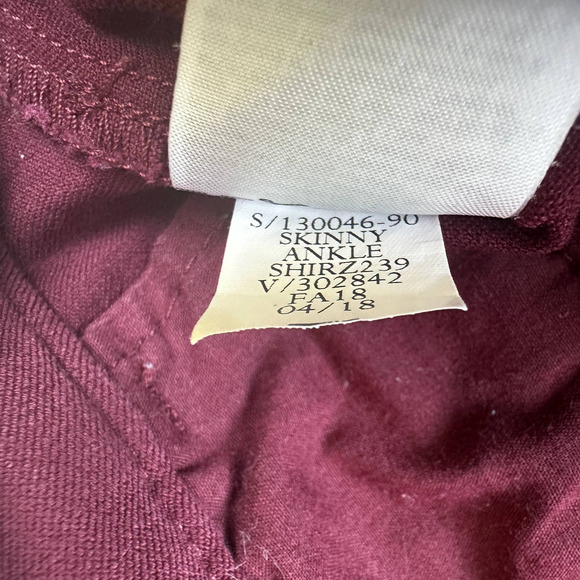 S/130046-90
SKINNY
ANKLE
SHIRZ239
V/302842
FA18
04/18